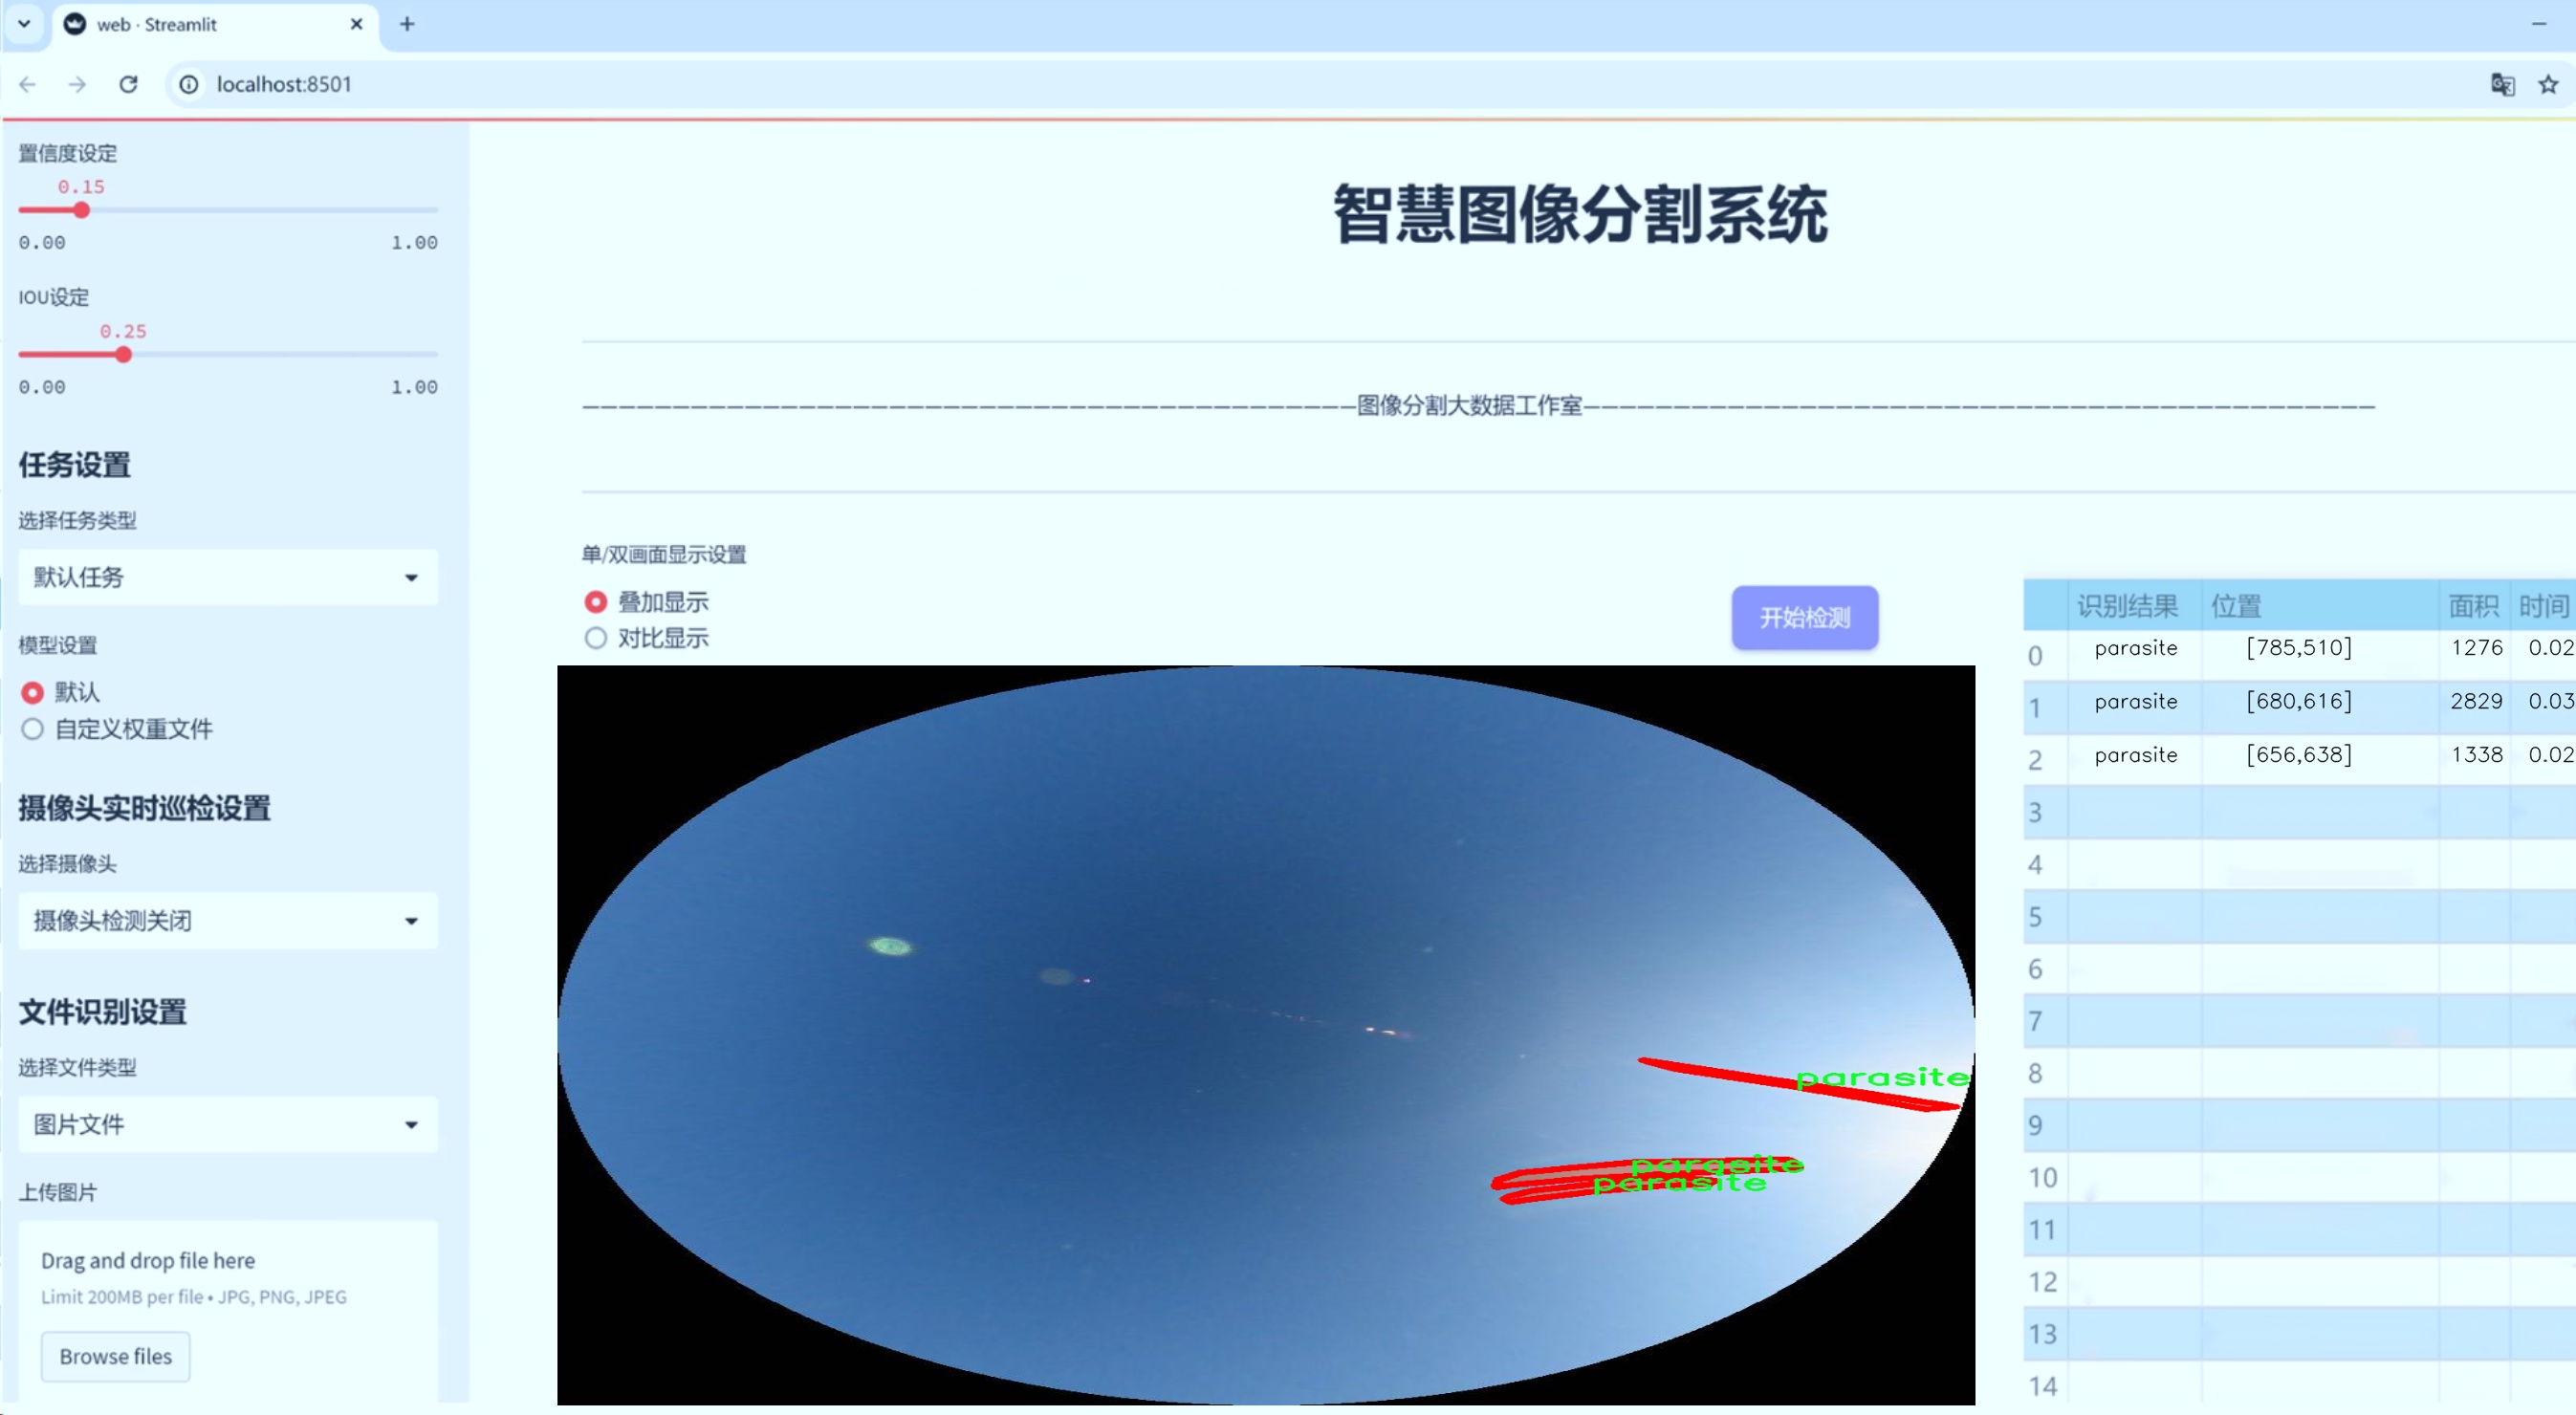 web · Streamlit
localhost:8501
置信度设定
0.15
0.00 1.00
IOU设定
0.25
0.00 1.00
任务设置
选择任务类型
默认任务
模型设置
默认
自定义权重文件
摄像头实时巡检设置
选择摄像头
摄像头检测关闭
文件识别设置
选择文件类型
图片文件
上传图片
Drag and drop file here
Limit 200MB per file • JPG, PNG, JPEG
Browse files
智慧图像分割系统
———————————————————————————————————————————图像分割大数据工作室————————————————————————————————————————————
单/双画面显示设置
叠加显示
对比显示
开始检测
parasite
parasite
parasite
识别结果 位置 面积 时间
0 parasite [785,510] 1276 0.02
1 parasite [680,616] 2829 0.03
2 parasite [656,638] 1338 0.02
3
4
5
6
7
8
9
10
11
12
13
14